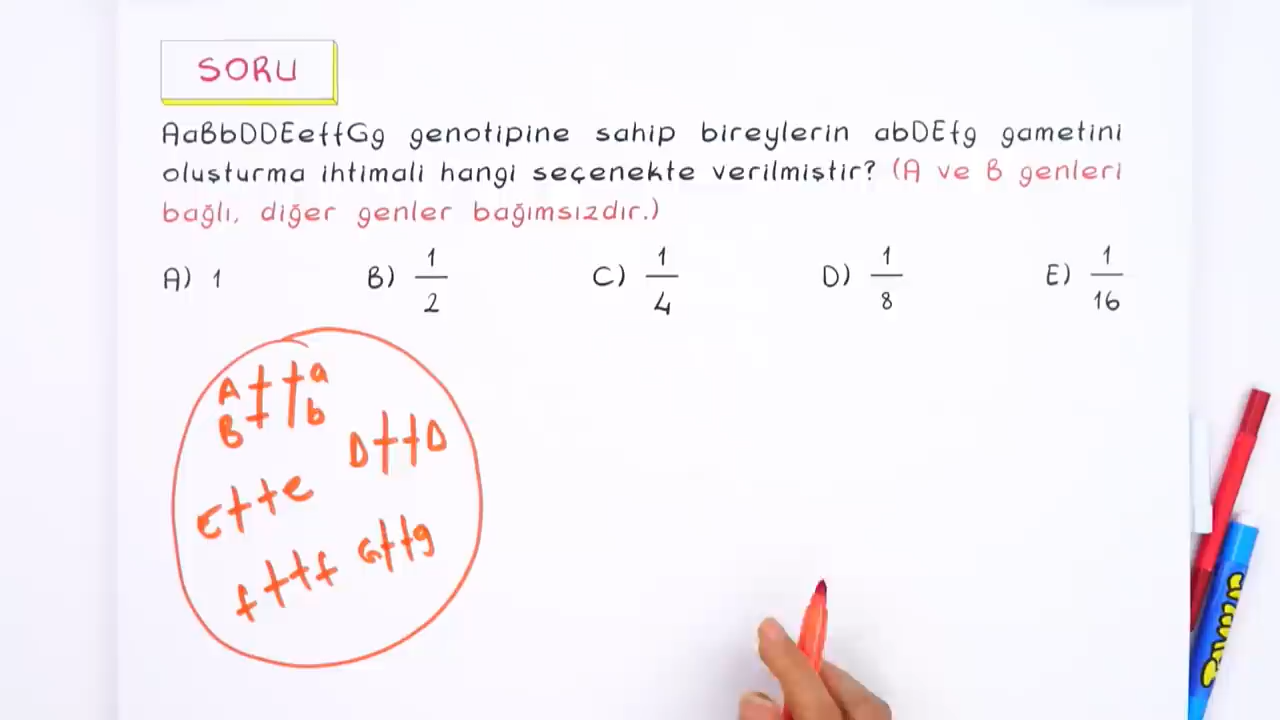 SORU
AaBbDDEeffGg genotipine sahip bireylerin abDEfg gametini
oluşturma ihtimali hangi seçenekte verilmiştir? (A ve B genleri
bağlı, diğer genler bağımsızdır.)
A) 1 B) 1/2 C) 1/4 D) 1/8 E) 1/16
A a
B b
D D
E e
f f G g